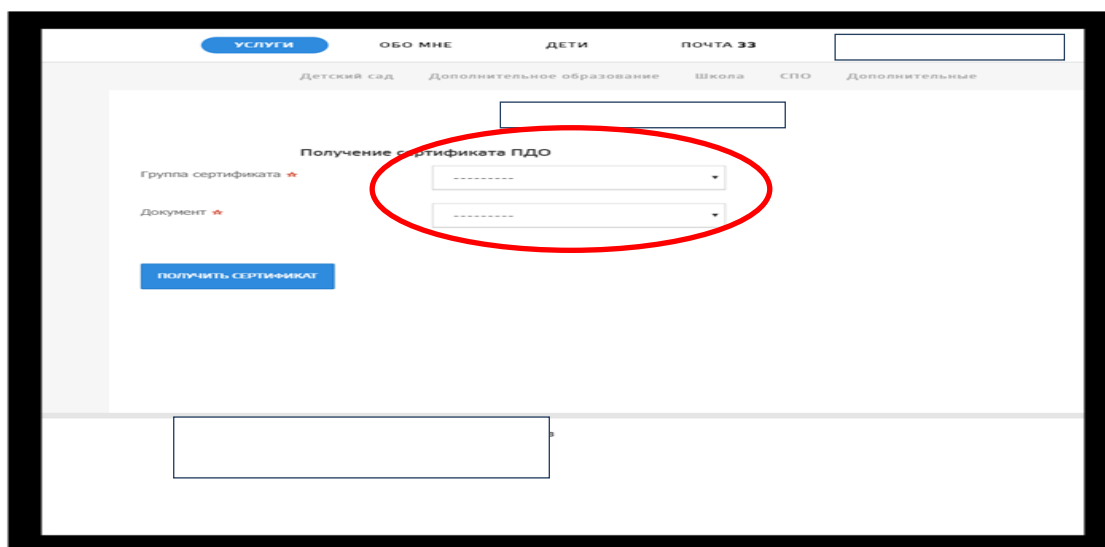 УСЛУГИ ОБО МНЕ ДЕТИ ПОЧТА 33
Детский сад Дополнительное образование Школа СПО Дополнительные
Получение сертификата ПДО
Группа сертификата * ---------
Документ * ---------
ПОЛУЧИТЬ СЕРТИФИКАТ